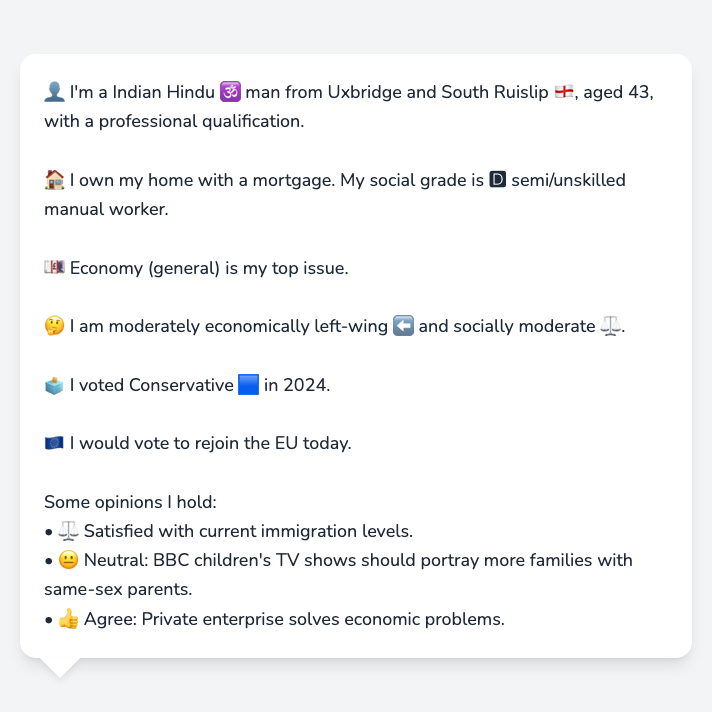 👤 I'm a Indian Hindu 🕉️ man from Uxbridge and South Ruislip 🏴󠁧󠁢󠁥󠁮󠁧󠁿, aged 43,
with a professional qualification.
🏠 I own my home with a mortgage. My social grade is 🅳 semi/unskilled
manual worker.
💷 Economy (general) is my top issue.
🤔 I am moderately economically left-wing ⬅️ and socially moderate ⚖️.
🗳️ I voted Conservative 🟦 in 2024.
🇪🇺 I would vote to rejoin the EU today.
Some opinions I hold:
• ⚖️ Satisfied with current immigration levels.
• 😐 Neutral: BBC children's TV shows should portray more families with
same-sex parents.
• 👍 Agree: Private enterprise solves economic problems.